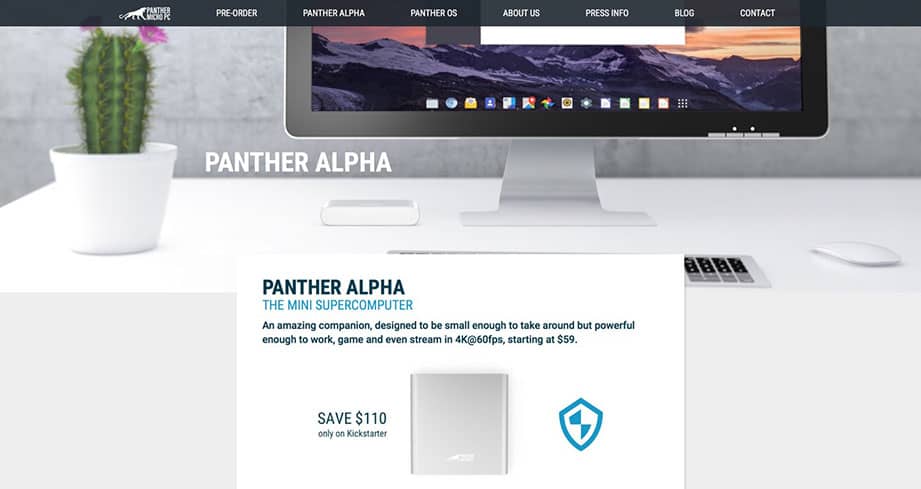 PANTHER
MICRO PC
PRE-ORDER
PANTHER ALPHA
PANTHER OS
ABOUT US
PRESS INFO
BLOG
CONTACT
PANTHER ALPHA
PANTHER ALPHA
THE MINI SUPERCOMPUTER
An amazing companion, designed to be small enough to take around but powerful
enough to work, game and even stream in 4K@60fps, starting at $59.
SAVE $110
only on Kickstarter